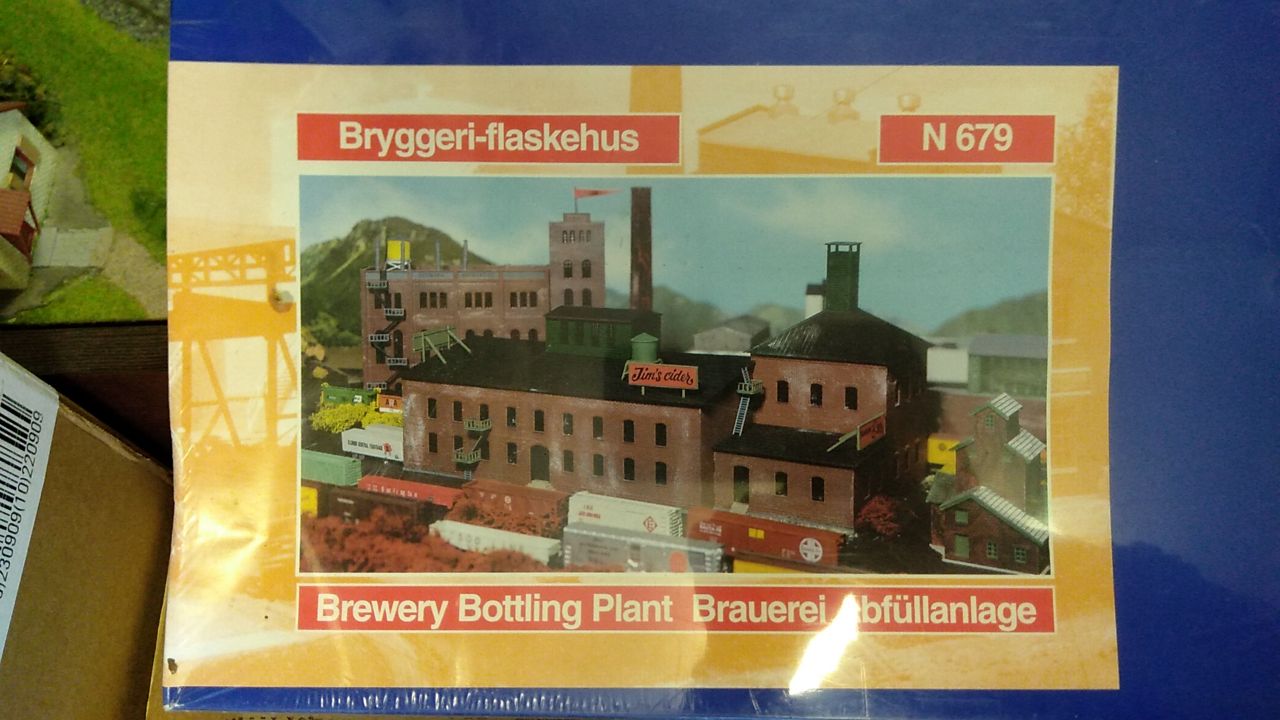 Bryggeri-flaskehus
N 679
Jim's cider
Brewery Bottling Plant Brauerei Abfüllanlage